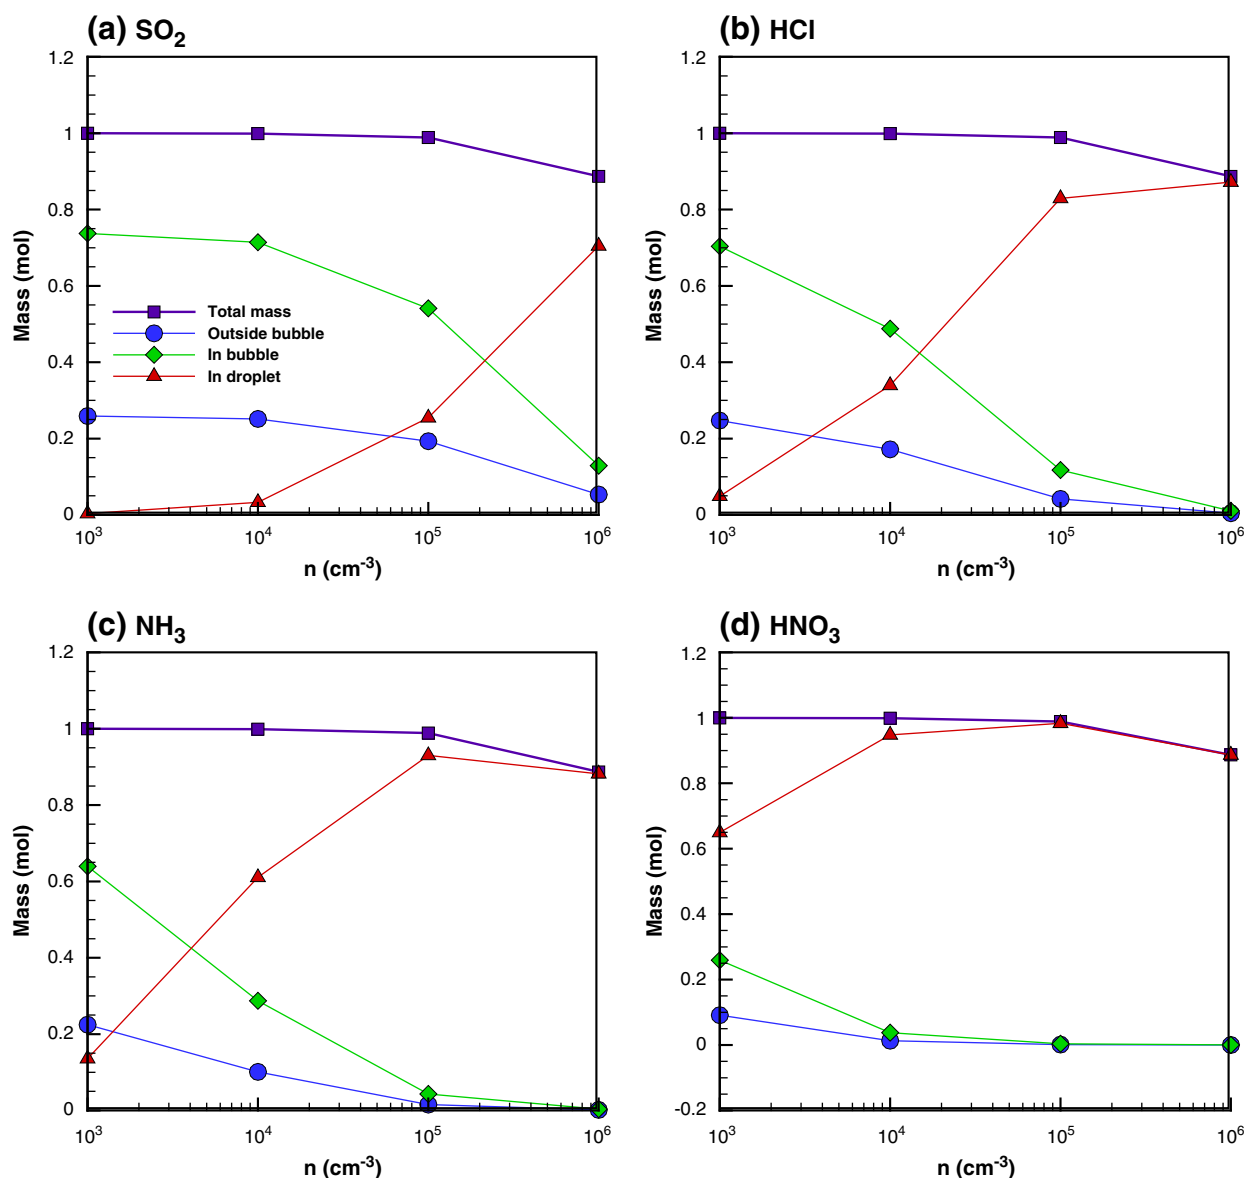 (a) SO2
1.2
1
0.8
0.6
0.4
0.2
0
Mass (mol)
Total mass
Outside bubble
In bubble
In droplet
10^3
10^4
10^5
10^6
n (cm^-3)
(b) HCl
1.2
1
0.8
0.6
0.4
0.2
0
Mass (mol)
10^3
10^4
10^5
10^6
n (cm^-3)
(c) NH3
1.2
1
0.8
0.6
0.4
0.2
0
Mass (mol)
10^3
10^4
10^5
10^6
n (cm^-3)
(d) HNO3
1.2
1
0.8
0.6
0.4
0.2
0
-0.2
Mass (mol)
10^3
10^4
10^5
10^6
n (cm^-3)